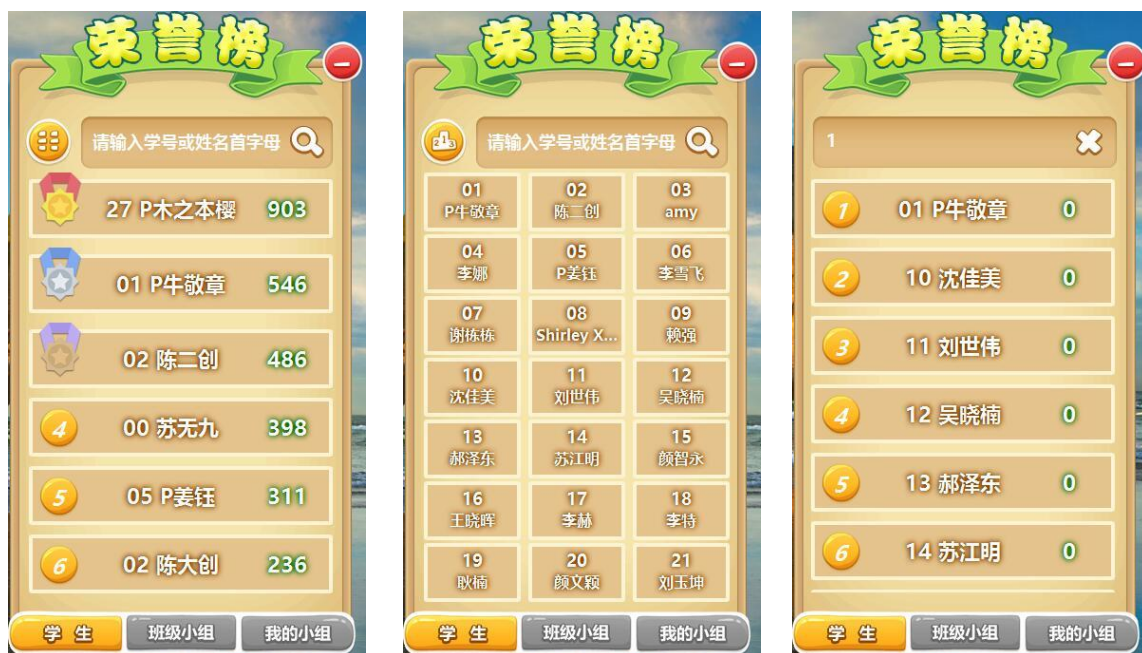 荣誉榜
请输入学号或姓名首字母
27 P木之本樱 903
01 P牛敬章 546
02 陈二创 486
4 00 苏无九 398
5 05 P姜钰 311
6 02 陈大创 236
学生 班级小组 我的小组
荣誉榜
2 1 3 请输入学号或姓名首字母
01 02 03
P牛敬章 陈二创 amy
04 05 06
李娜 P姜钰 李雪飞
07 08 09
谢栋栋 Shirley X... 赖强
10 11 12
沈佳美 刘世伟 吴晓楠
13 14 15
郝泽东 苏江明 颜智永
16 17 18
王晓晖 李赫 李特
19 20 21
耿楠 颜文颖 刘玉坤
学生 班级小组 我的小组
荣誉榜
1
1 01 P牛敬章 0
2 10 沈佳美 0
3 11 刘世伟 0
4 12 吴晓楠 0
5 13 郝泽东 0
6 14 苏江明 0
学生 班级小组 我的小组